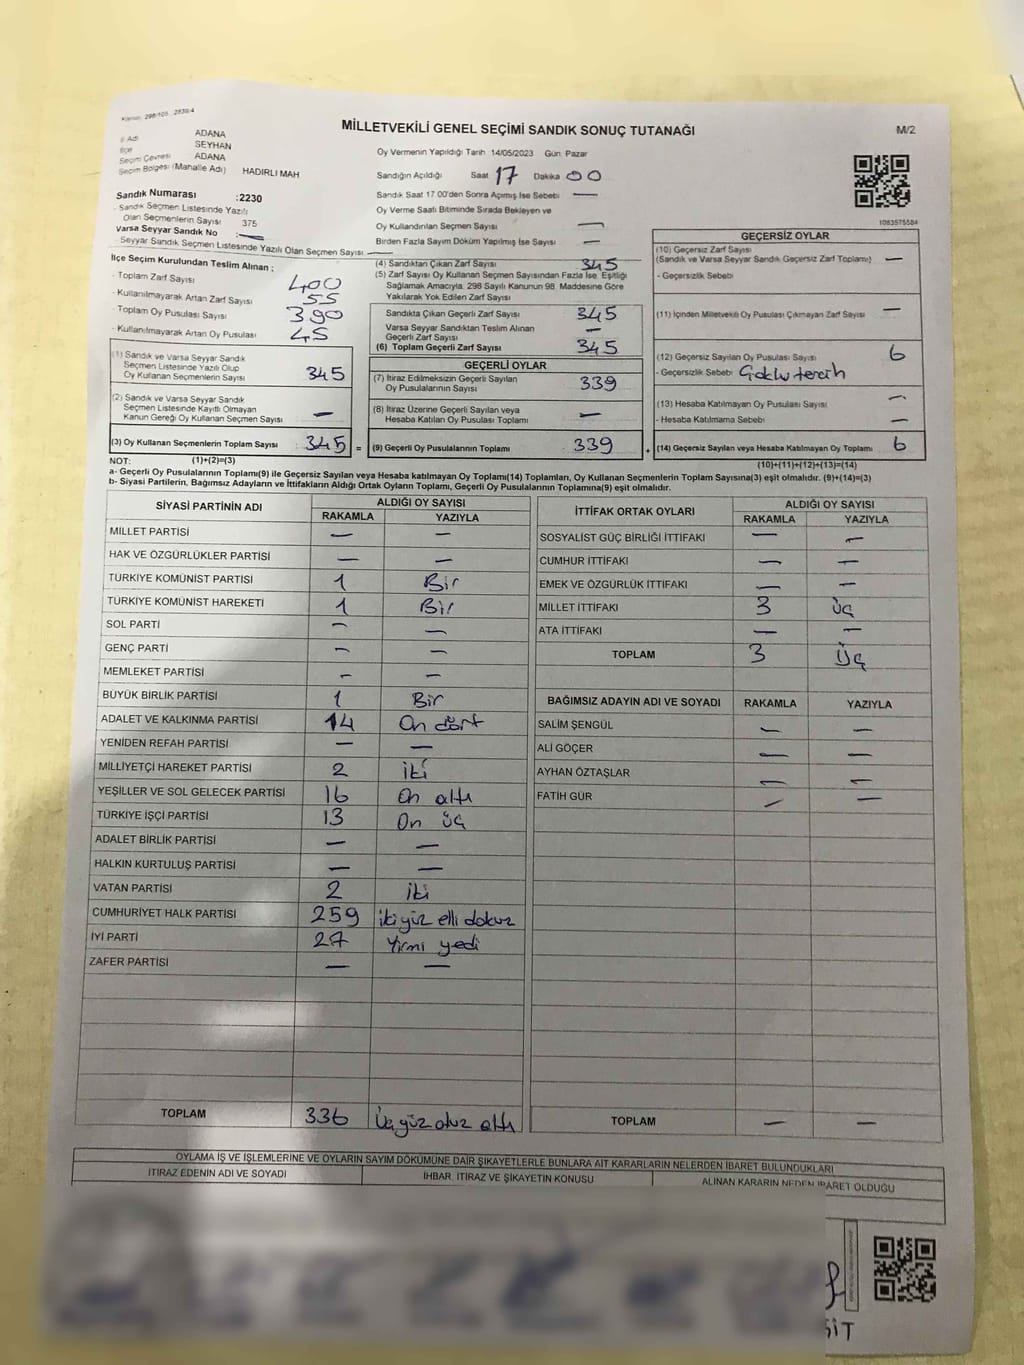 Kanun: 298/105 , 2839/4
MİLLETVEKİLİ GENEL SEÇİMİ SANDIK SONUÇ TUTANAĞI
M/2
İl Adı ADANA
İlçe SEYHAN
Seçim Çevresi ADANA
Seçim Bölgesi (Mahalle Adı) HADIRLI MAH
Sandık Numarası :2230
- Sandık Seçmen Listesinde Yazılı
Olan Seçmenlerin Sayısı 375
Varsa Seyyar Sandık No : —
- Seyyar Sandık Seçmen Listesinde Yazılı Olan Seçmen Sayısı : —
Oy Vermenin Yapıldığı Tarih 14/05/2023 Gün: Pazar
Sandığın Açıldığı Saat 17 Dakika 00
Sandık Saat 17.00'den Sonra Açılmış İse Sebebi —
Oy Verme Saati Bitiminde Sırada Bekleyen ve
Oy Kullandırılan Seçmen Sayısı —
Birden Fazla Sayım Döküm Yapılmış İse Sayısı —
1083575584
İlçe Seçim Kurulundan Teslim Alınan ;
- Toplam Zarf Sayısı 400
- Kullanılmayarak Artan Zarf Sayısı 55
- Toplam Oy Pusulası Sayısı 390
- Kullanılmayarak Artan Oy Pusulası 45
(1) Sandık ve Varsa Seyyar Sandık
Seçmen Listesinde Yazılı Olup
Oy Kullanan Seçmenlerin Sayısı 345
(2) Sandık ve Varsa Seyyar Sandık
Seçmen Listesinde Kayıtlı Olmayan
Kanun Gereği Oy Kullanan Seçmen Sayısı —
(3) Oy Kullanan Seçmenlerin Toplam Sayısı 345 =
(4) Sandıktan Çıkan Zarf Sayısı 345
(5) Zarf Sayısı Oy Kullanan Seçmen Sayısından Fazla İse, Eşitliği
Sağlamak Amacıyla, 298 Sayılı Kanunun 98. Maddesine Göre
Yakılarak Yok Edilen Zarf Sayısı
Sandıkta Çıkan Geçerli Zarf Sayısı 345
Varsa Seyyar Sandıktan Teslim Alınan
Geçerli Zarf Sayısı —
(6) Toplam Geçerli Zarf Sayısı 345
GEÇERLİ OYLAR
(7) İtiraz Edilmeksizin Geçerli Sayılan
Oy Pusulalarının Sayısı 339
(8) İtiraz Üzerine Geçerli Sayılan veya
Hesaba Katılan Oy Pusulası Toplamı —
(9) Geçerli Oy Pusulalarının Toplamı 339 +
GEÇERSİZ OYLAR
(10) Geçersiz Zarf Sayısı
(Sandık ve Varsa Seyyar Sandık Geçersiz Zarf Toplamı) —
- Geçersizlik Sebebi
(11) İçinden Milletvekili Oy Pusulası Çıkmayan Zarf Sayısı —
(12) Geçersiz Sayılan Oy Pusulası Sayısı 6
- Geçersizlik Sebebi Çoklu tercih
(13) Hesaba Katılmayan Oy Pusulası Sayısı —
- Hesaba Katılmama Sebebi —
(14) Geçersiz Sayılan veya Hesaba Katılmayan Oy Toplamı 6
NOT: (1)+(2)=(3) (10)+(11)+(12)+(13)=(14)
a- Geçerli Oy Pusulalarının Toplamı(9) ile Geçersiz Sayılan veya Hesaba katılmayan Oy Toplamı(14) Toplamları, Oy Kullanan Seçmenlerin Toplam Sayısına(3) eşit olmalıdır. (9)+(14)=(3)
b- Siyasi Partilerin, Bağımsız Adayların ve İttifakların Aldığı Oy Sayısı Toplamı, Geçerli Oy Pusulalarının Toplamına(9) eşit olmalıdır.
SİYASİ PARTİNİN ADI ALDIĞI OY SAYISI
RAKAMLA YAZIYLA
MİLLET PARTİSİ — —
HAK VE ÖZGÜRLÜKLER PARTİSİ — —
TÜRKİYE KOMÜNİST PARTİSİ 1 Bir
TÜRKİYE KOMÜNİST HAREKETİ 1 Bir
SOL PARTİ — —
GENÇ PARTİ — —
MEMLEKET PARTİSİ — —
BÜYÜK BİRLİK PARTİSİ 1 Bir
ADALET VE KALKINMA PARTİSİ 14 On dört
YENİDEN REFAH PARTİSİ — —
MİLLİYETÇİ HAREKET PARTİSİ 2 iki
YEŞİLLER VE SOL GELECEK PARTİSİ 16 On altı
TÜRKİYE İŞÇİ PARTİSİ 13 On üç
ADALET BİRLİK PARTİSİ — —
HALKIN KURTULUŞ PARTİSİ — —
VATAN PARTİSİ 2 iki
CUMHURİYET HALK PARTİSİ 259 ikiyüz elli dokuz
İYİ PARTİ 27 Yirmi yedi
ZAFER PARTİSİ — —
TOPLAM 336 Üçyüz otuz altı
İTTİFAK ORTAK OYLARI ALDIĞI OY SAYISI
RAKAMLA YAZIYLA
SOSYALİST GÜÇ BİRLİĞİ İTTİFAKI — —
CUMHUR İTTİFAKI — —
EMEK VE ÖZGÜRLÜK İTTİFAKI — —
MİLLET İTTİFAKI 3 üç
ATA İTTİFAKI — —
TOPLAM 3 Üç
BAĞIMSIZ ADAYIN ADI VE SOYADI RAKAMLA YAZIYLA
SALİM ŞENGÜL — —
ALİ GÖÇER — —
AYHAN ÖZTAŞLAR — —
FATİH GÜR — —
TOPLAM — —
OYLAMA İŞ VE İŞLEMLERİNE VE OYLARIN SAYIM DÖKÜMÜNE DAİR ŞİKAYETLERLE BUNLARA AİT KARARLARIN NELERDEN İBARET BULUNDUKLARI
İTİRAZ EDENİN ADI VE SOYADI İHBAR, İTİRAZ VE ŞİKAYETİN KONUSU ALINAN KARARIN NEDEN İBARET OLDUĞU